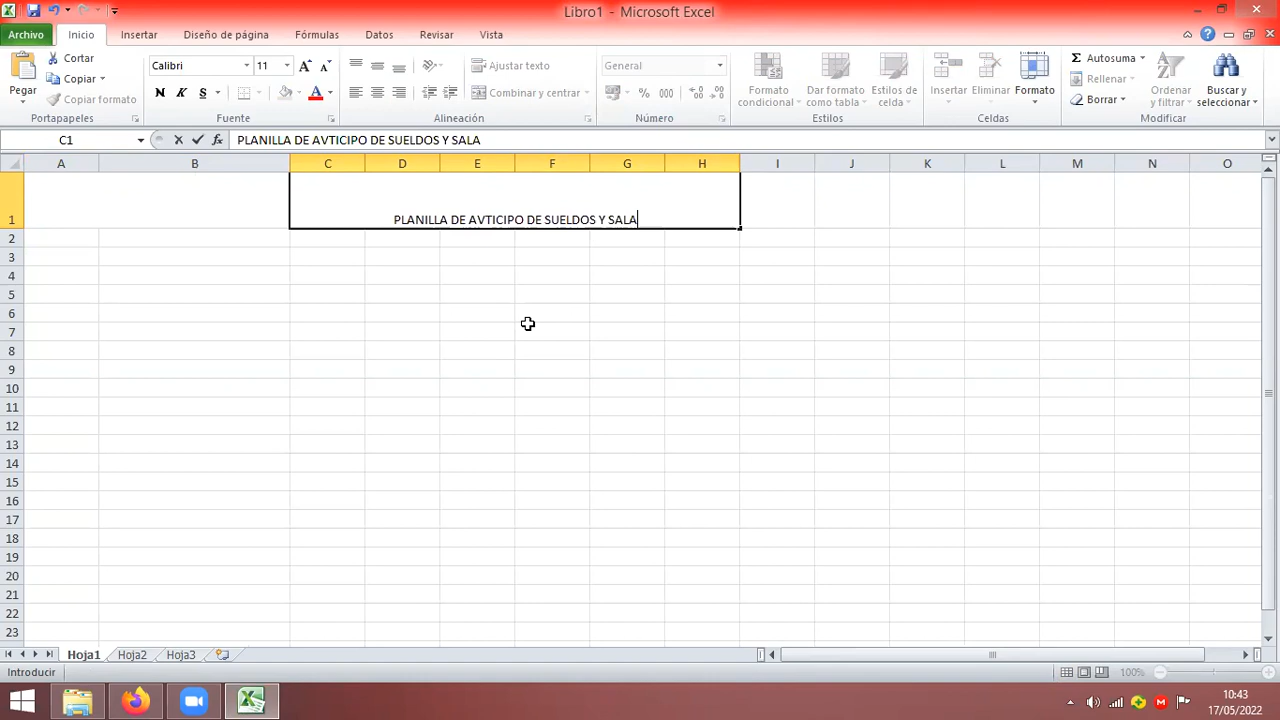 Libro1 - Microsoft Excel
Archivo Inicio Insertar Diseño de página Fórmulas Datos Revisar Vista
Pegar
Cortar
Copiar
Copiar formato
Portapapeles
Calibri 11
N K S A
Fuente
Ajustar texto
Combinar y centrar
Alineación
General
% 000
Número
Formato condicional
Dar formato como tabla
Estilos de celda
Estilos
Insertar Eliminar Formato
Celdas
Autosuma
Rellenar
Borrar
Ordenar y filtrar
Buscar y seleccionar
Modificar
C1 fx PLANILLA DE AVTICIPO DE SUELDOS Y SALA
A B C D E F G H I J K L M N O
1 PLANILLA DE AVTICIPO DE SUELDOS Y SALA
2
3
4
5
6
7
8
9
10
11
12
13
14
15
16
17
18
19
20
21
22
23
Hoja1 Hoja2 Hoja3
Introducir 100%
10:43
17/05/2022